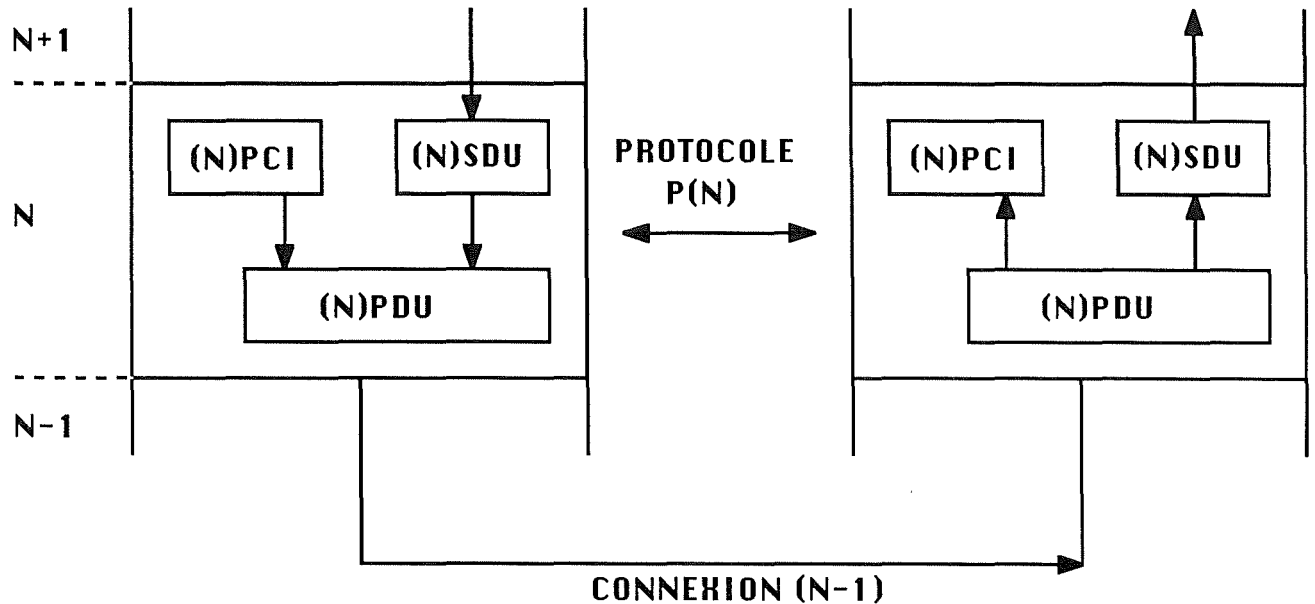 N+1
(N)PCI
(N)SDU
PROTOCOLE
P(N)
(N)PCI
(N)SDU
N
(N)PDU
(N)PDU
N-1
CONNEXION (N-1)